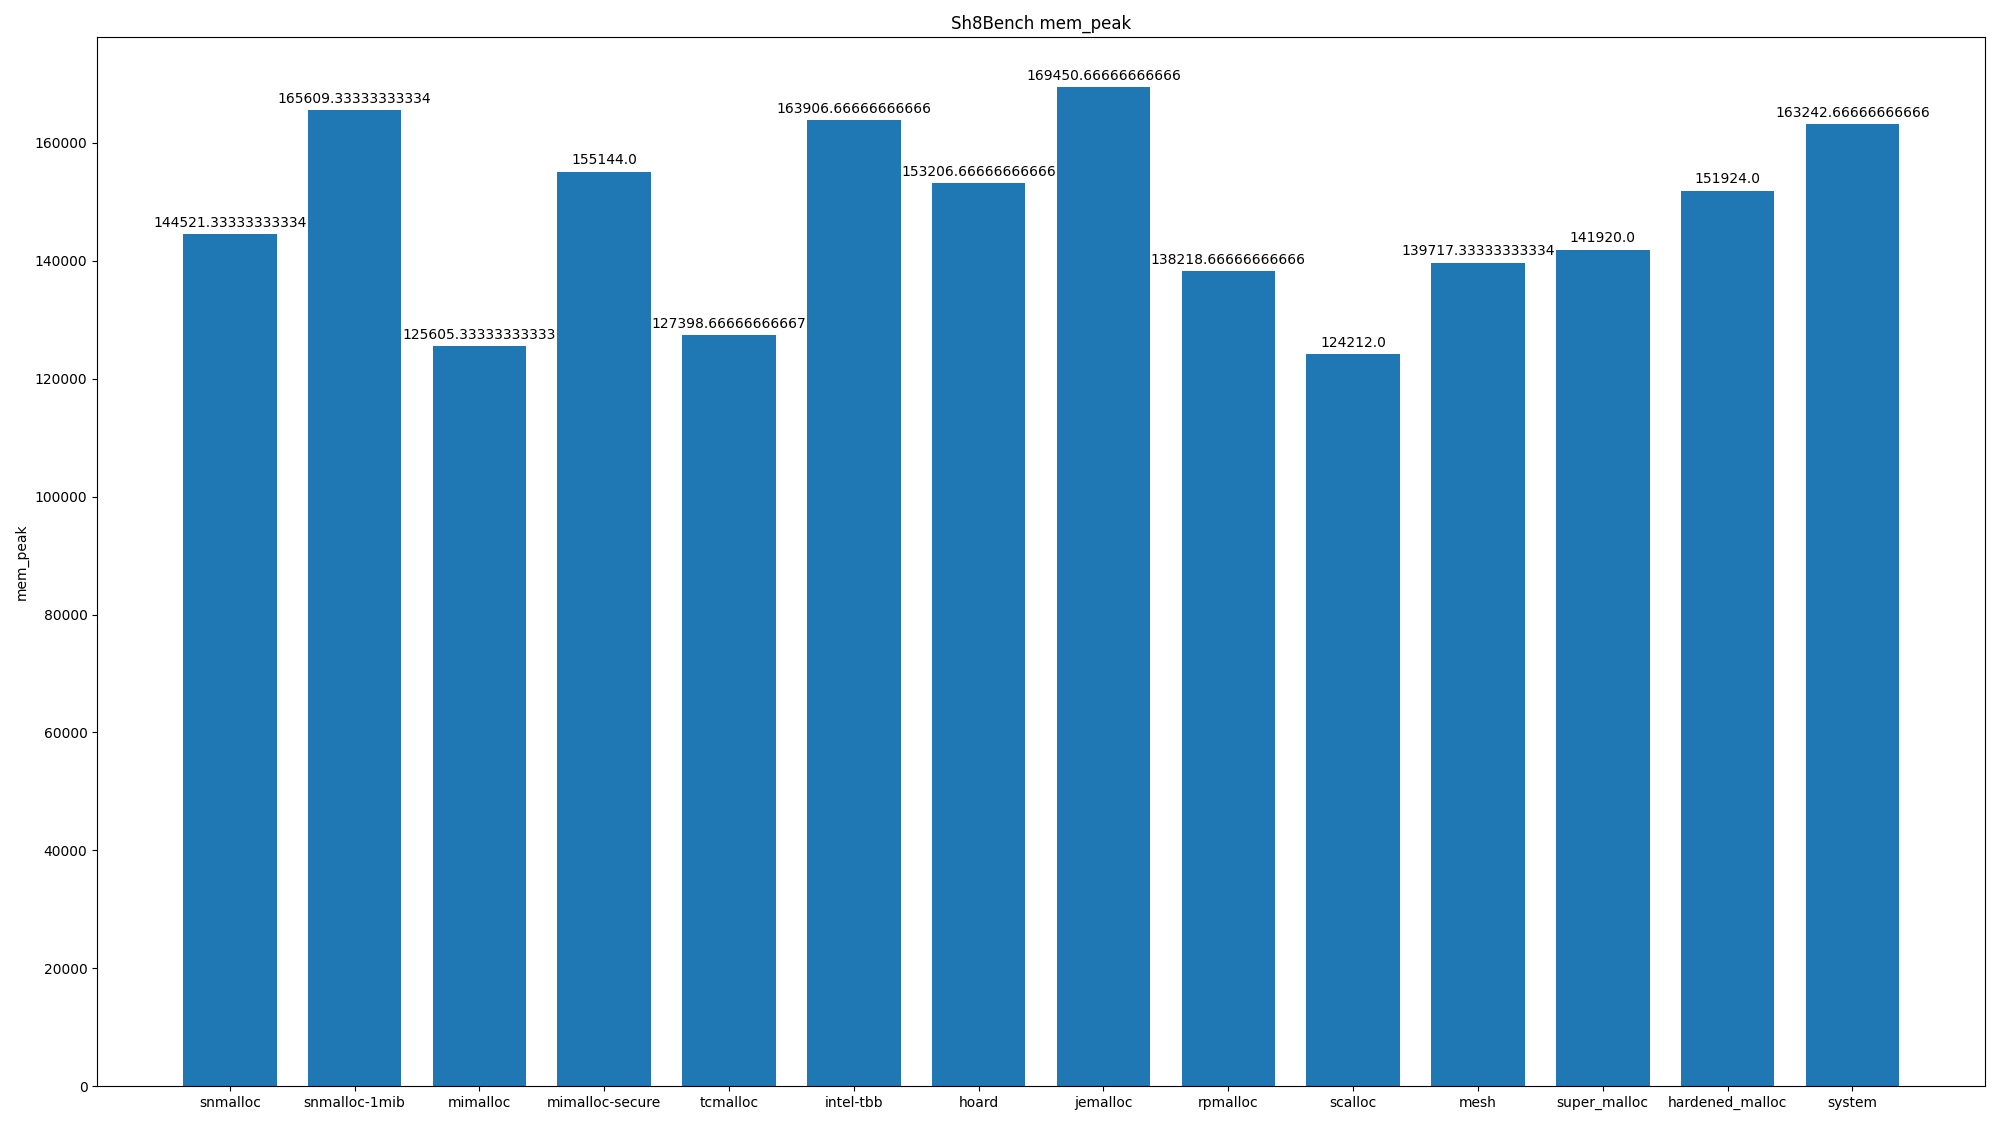 Sh8Bench mem_peak
mem_peak
160000
140000
120000
100000
80000
60000
40000
20000
0
144521.33333333334
165609.33333333334
125605.33333333333
155144.0
127398.66666666667
163906.66666666666
153206.66666666666
169450.66666666666
138218.66666666666
124212.0
139717.33333333334
141920.0
151924.0
163242.66666666666
snmalloc
snmalloc-1mib
mimalloc
mimalloc-secure
tcmalloc
intel-tbb
hoard
jemalloc
rpmalloc
scalloc
mesh
super_malloc
hardened_malloc
system